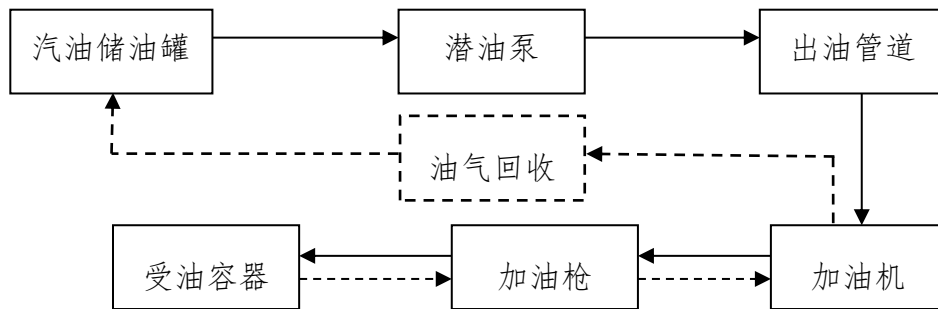 汽油储油罐
潜油泵
出油管道
油气回收
受油容器
加油枪
加油机